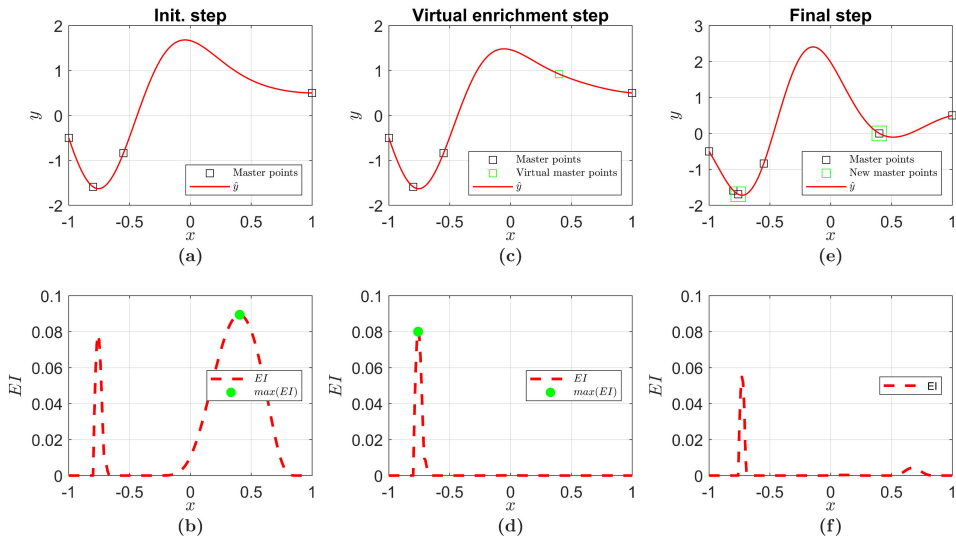 Init. step
2
1
0
-1
-2
y
-1
-0.5
0
0.5
1
x
Master points
ŷ
(a)
Virtual enrichment step
2
1
0
-1
-2
y
-1
-0.5
0
0.5
1
x
Master points
Virtual master points
ŷ
(c)
Final step
3
2
1
0
-1
-2
y
-1
-0.5
0
0.5
1
x
Master points
New master points
ŷ
(e)
0.1
0.08
0.06
0.04
0.02
0
EI
-1
-0.5
0
0.5
1
x
EI
max(EI)
(b)
0.1
0.08
0.06
0.04
0.02
0
EI
-1
-0.5
0
0.5
1
x
EI
max(EI)
(d)
0.1
0.08
0.06
0.04
0.02
0
EI
-1
-0.5
0
0.5
1
x
EI
(f)